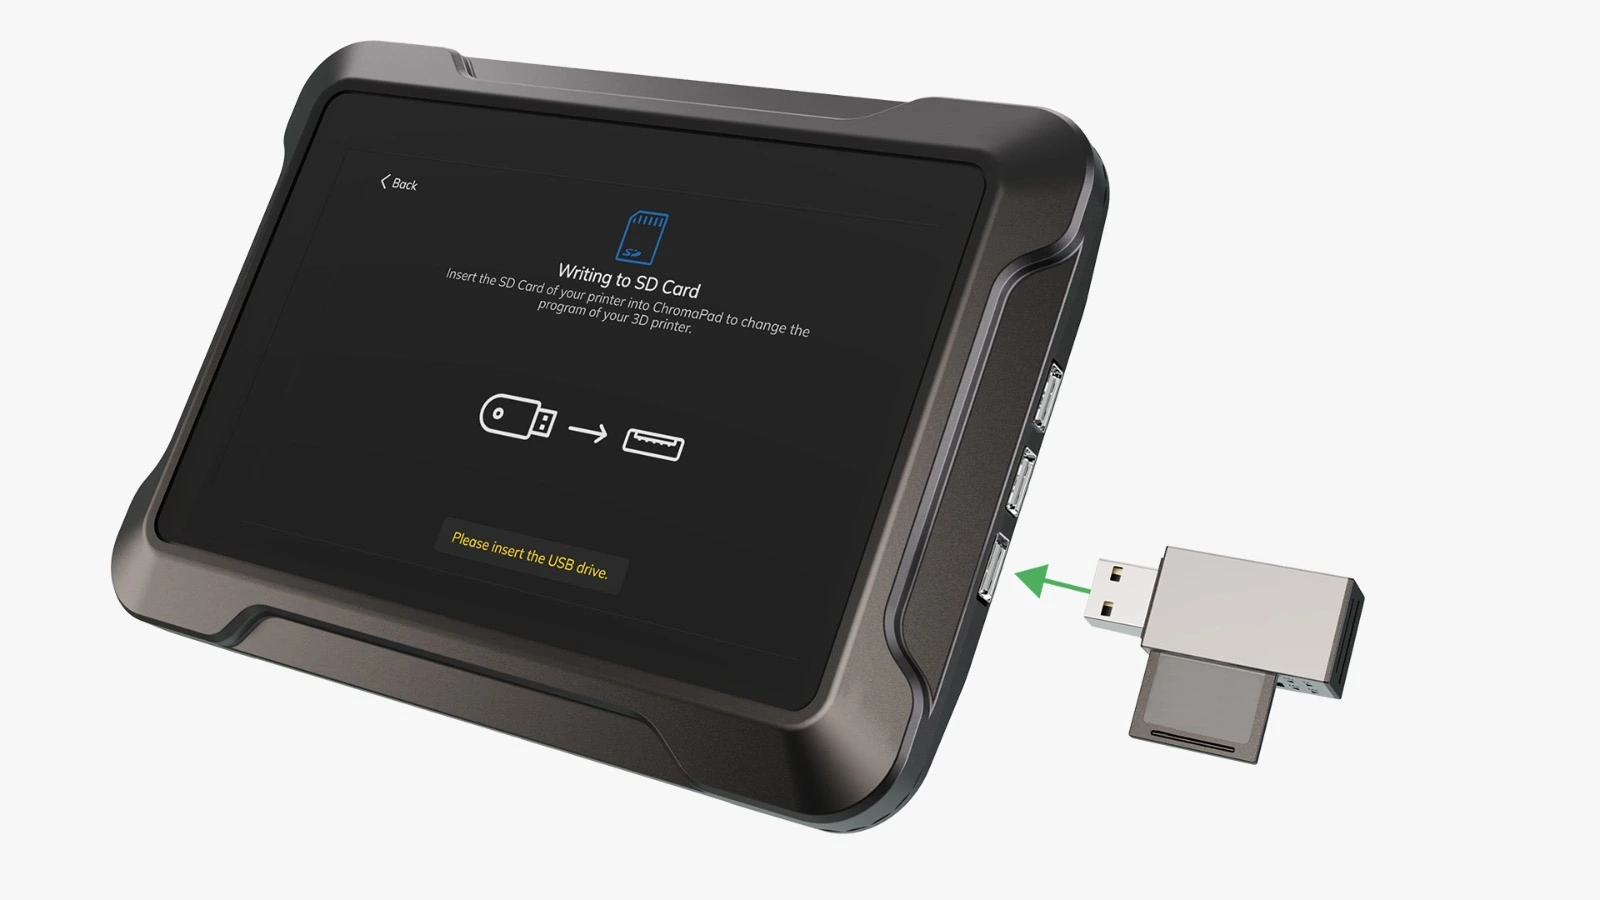 Back
SD
Writing to SD Card
Insert the SD Card of your printer into ChromaPad to change the
program of your 3D printer.
Please insert the USB drive.